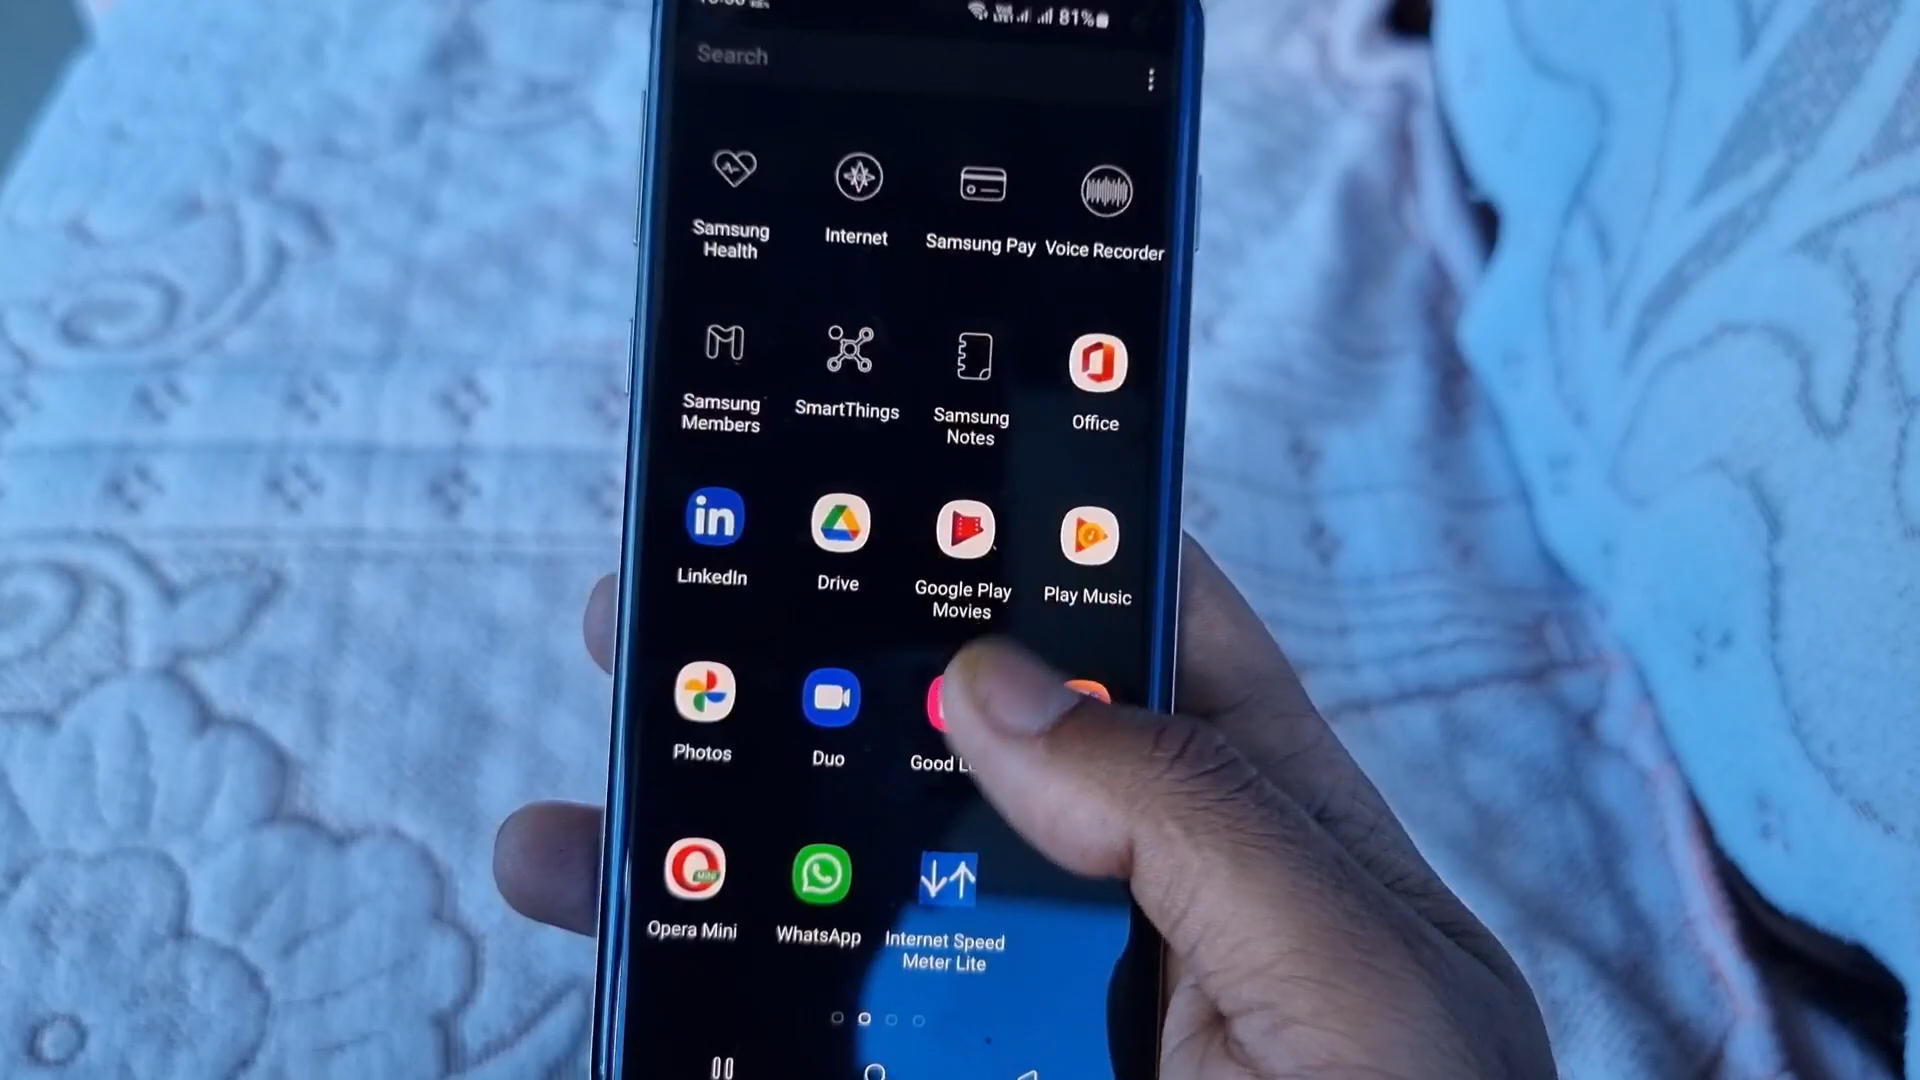 81%
Search
Samsung
Health
Internet
Samsung Pay
Voice Recorder
Samsung
Members
SmartThings
Samsung
Notes
Office
in
LinkedIn
Drive
Google Play
Movies
Play Music
Photos
Duo
Good
Opera Mini
WhatsApp
Internet Speed
Meter Lite